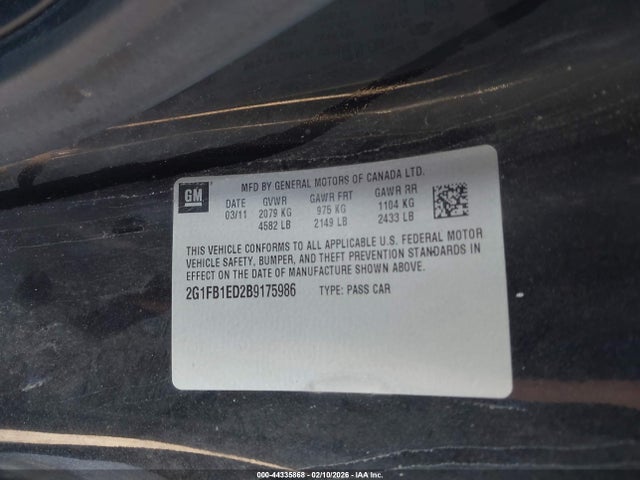 GM
MFD BY GENERAL MOTORS OF CANADA LTD.
DATE GVWR GAWR FRT GAWR RR
03/11 2079 KG 975 KG 1104 KG
4582 LB 2149 LB 2433 LB
THIS VEHICLE CONFORMS TO ALL APPLICABLE U.S. FEDERAL MOTOR
VEHICLE SAFETY, BUMPER, AND THEFT PREVENTION STANDARDS IN
EFFECT ON THE DATE OF MANUFACTURE SHOWN ABOVE.
2G1FB1ED2B9175986 TYPE: PASS CAR
000-44335868 - 02/10/2026 - IAA Inc.